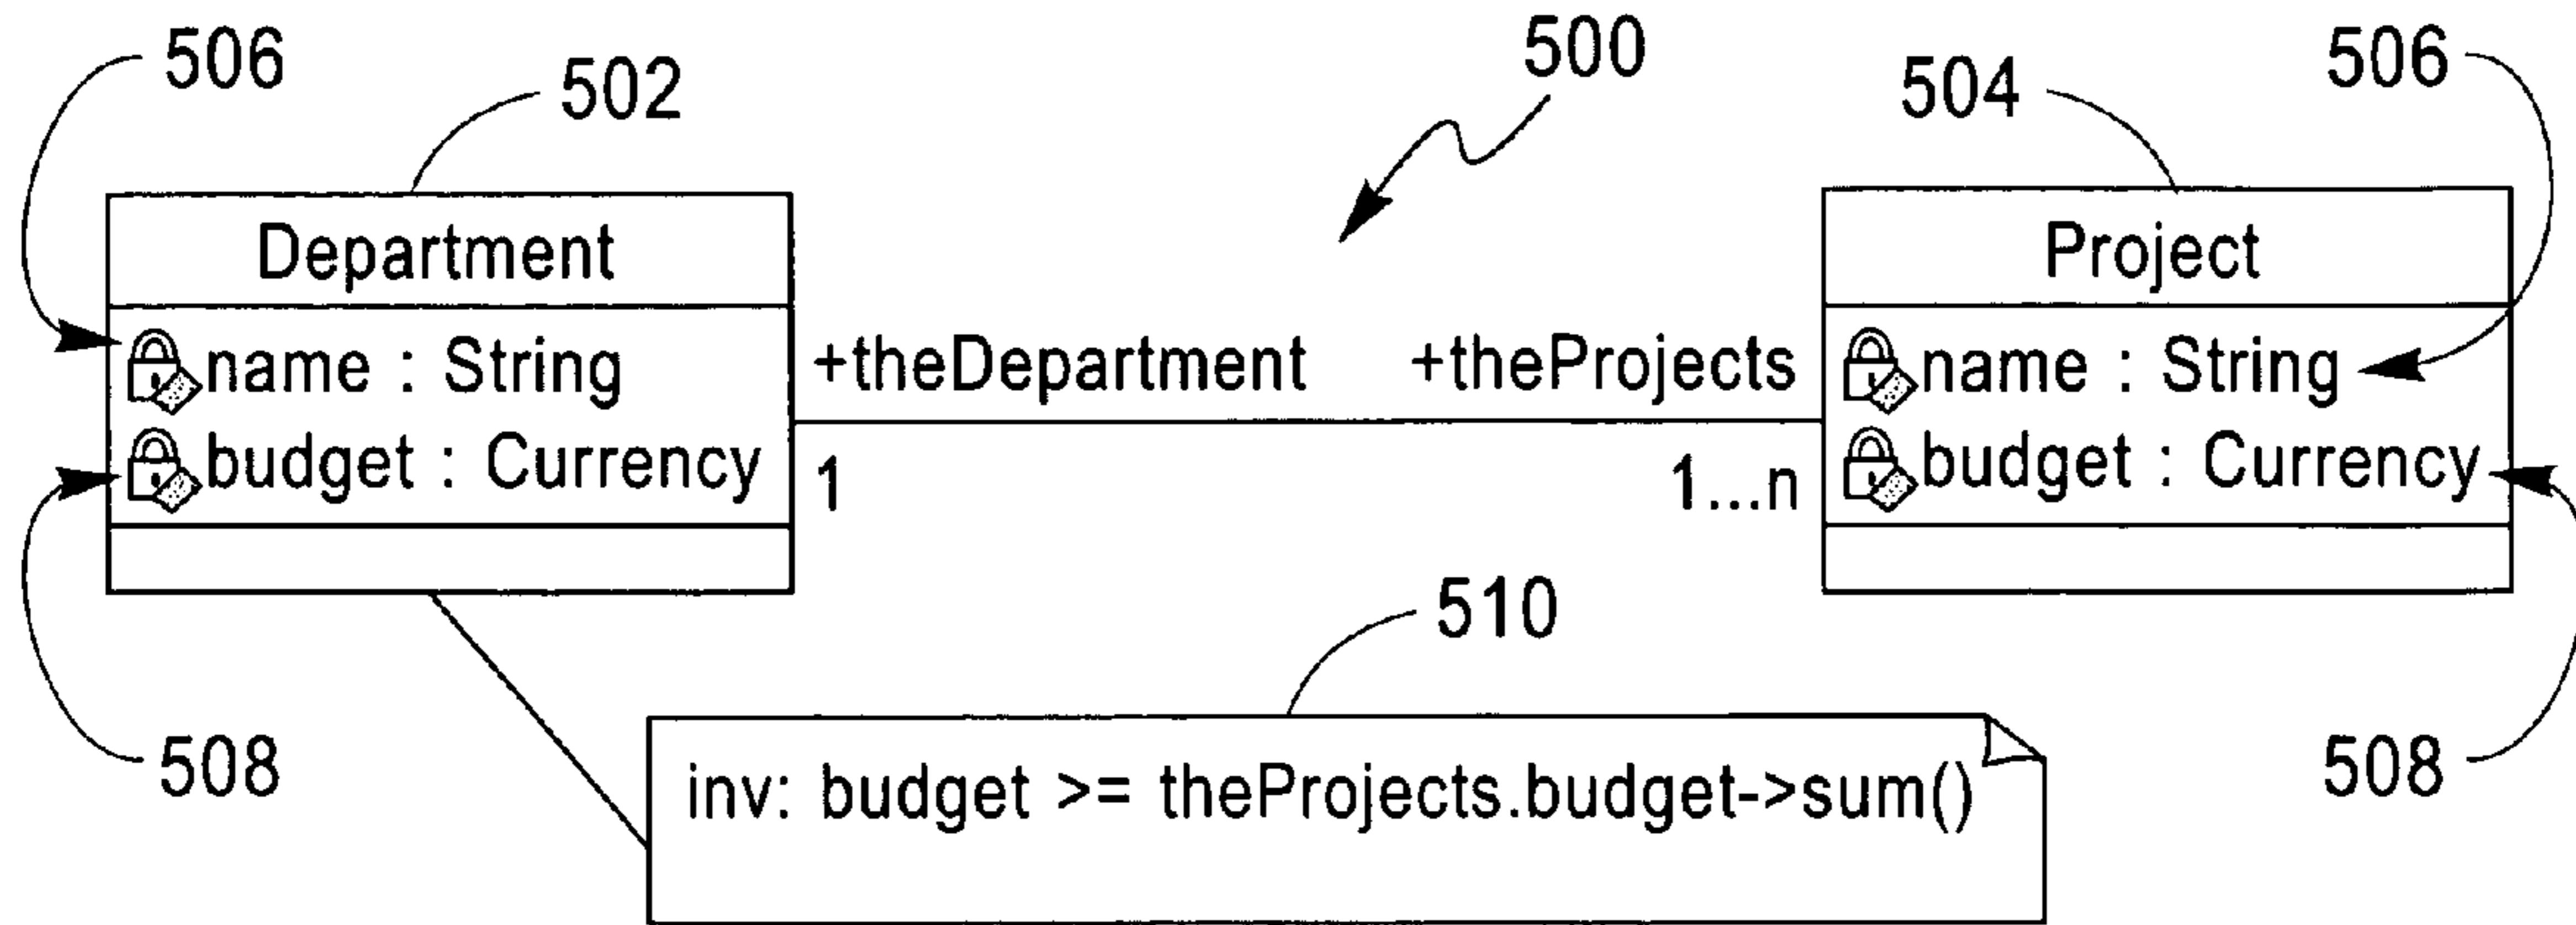 506
502
500
504
506
Department
Project
name : String
budget : Currency
+theDepartment
+theProjects
1
1...n
name : String
budget : Currency
510
508
inv: budget >= theProjects.budget->sum()
508